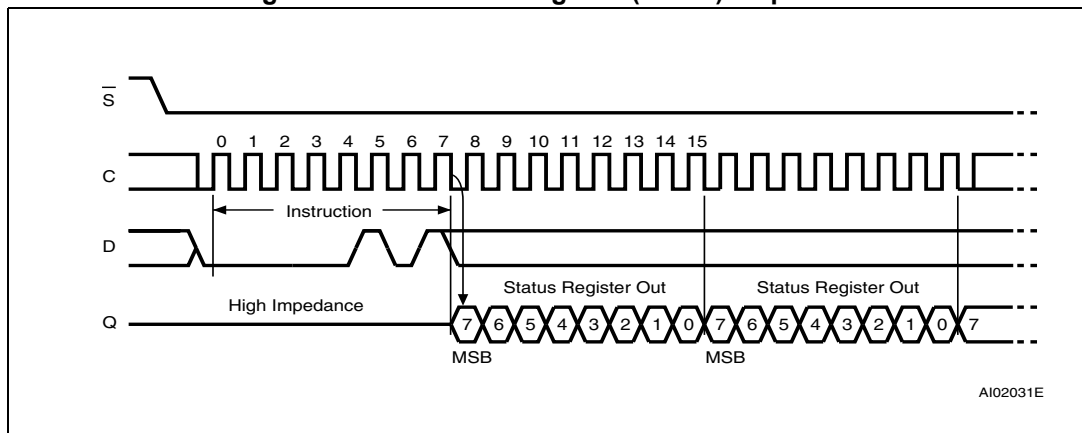 S
0 1 2 3 4 5 6 7 8 9 10 11 12 13 14 15
C
Instruction
D
High Impedance
Status Register Out
Status Register Out
Q
7 6 5 4 3 2 1 0 7 6 5 4 3 2 1 0 7
MSB
MSB
AI02031E